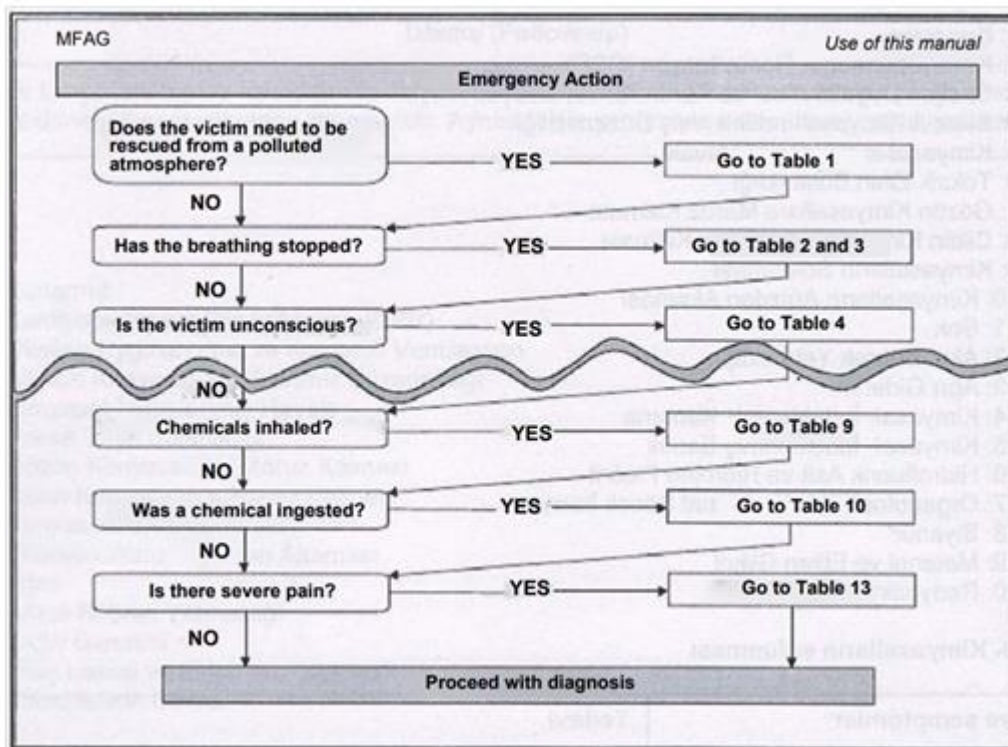 MFAG
Use of this manual
Emergency Action
Does the victim need to be
rescued from a polluted
atmosphere?
YES
Go to Table 1
NO
Has the breathing stopped?
YES
Go to Table 2 and 3
NO
Is the victim unconscious?
YES
Go to Table 4
NO
Chemicals inhaled?
YES
Go to Table 9
NO
Was a chemical ingested?
YES
Go to Table 10
NO
Is there severe pain?
YES
Go to Table 13
NO
Proceed with diagnosis